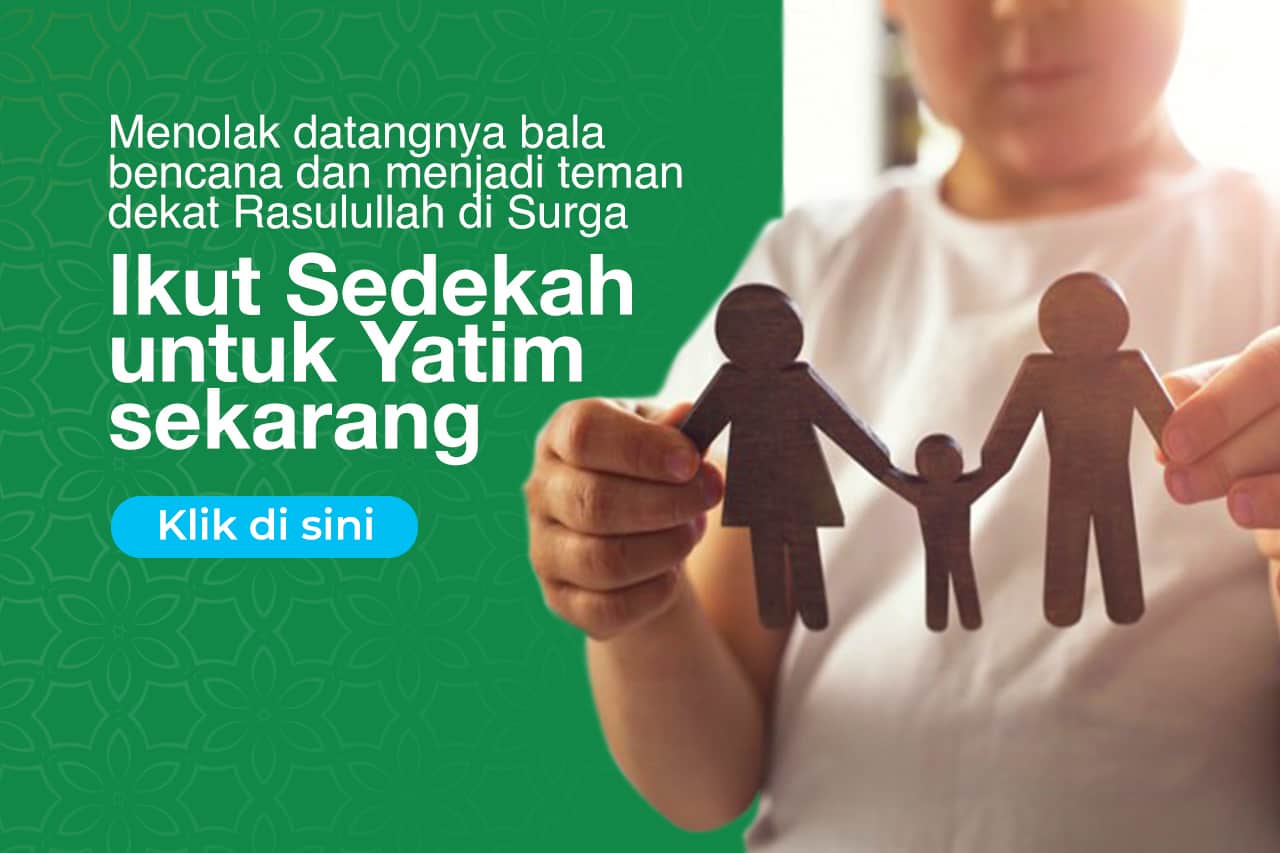 Menolak datangnya bala
bencana dan menjadi teman
dekat Rasulullah di Surga
Ikut Sedekah
untuk Yatim
sekarang
Klik di sini